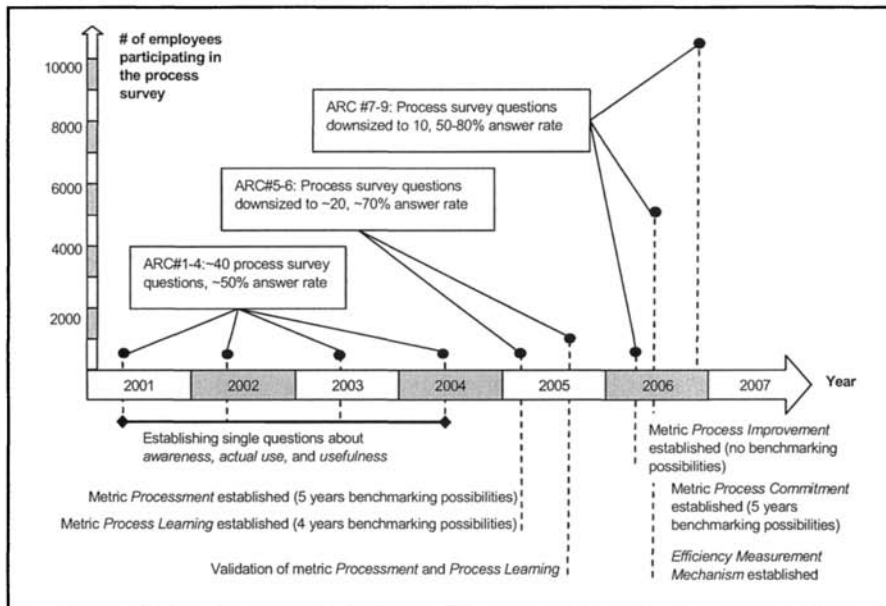 # of employees
participating in
the process
survey
10000
8000
6000
4000
2000
ARC #7-9: Process survey questions
downsized to 10, 50-80% answer rate
ARC#5-6: Process survey questions
downsized to ~20, ~70% answer rate
ARC#1-4:~40 process survey
questions, ~50% answer rate
2001 2002 2003 2004 2005 2006 2007 Year
Establishing single questions about
awareness, actual use, and usefulness
Metric Processment established (5 years benchmarking possibilities)
Metric Process Learning established (4 years benchmarking possibilities)
Validation of metric Processment and Process Learning
Metric Process Improvement
established (no benchmarking
possibilities)
Metric Process Commitment
established (5 years
benchmarking possibilities)
Efficiency Measurement
Mechanism established